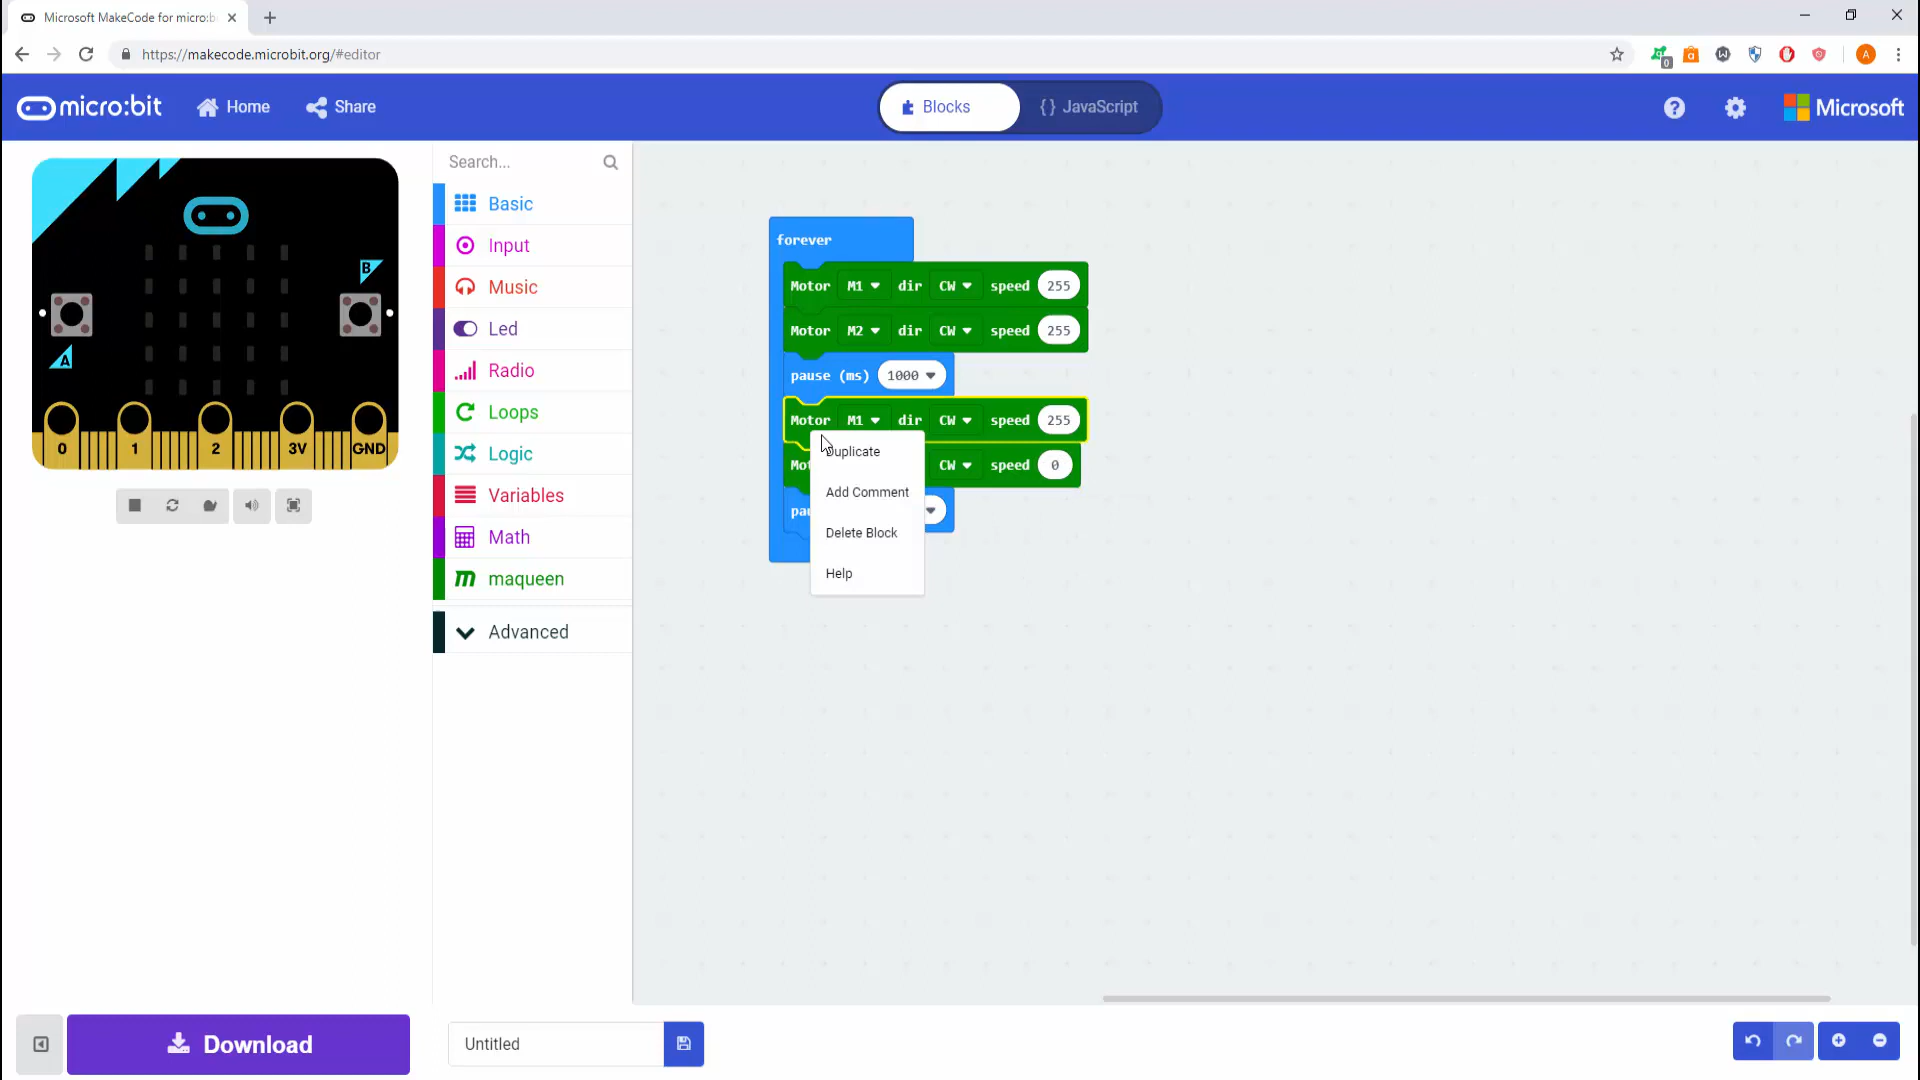 Microsoft MakeCode for micro:b
https://makecode.microbit.org/#editor
0
A
micro:bit
Home
Share
Blocks
{} JavaScript
?
Microsoft
B
A
0 1 2 3V GND
Search...
Basic
Input
Music
Led
Radio
Loops
Logic
Variables
Math
maqueen
Advanced
forever
Motor M1 dir CW speed 255
Motor M2 dir CW speed 255
pause (ms) 1000
Motor M1 dir CW speed 255
Mot CW speed 0
pau
Duplicate
Add Comment
Delete Block
Help
Download
Untitled